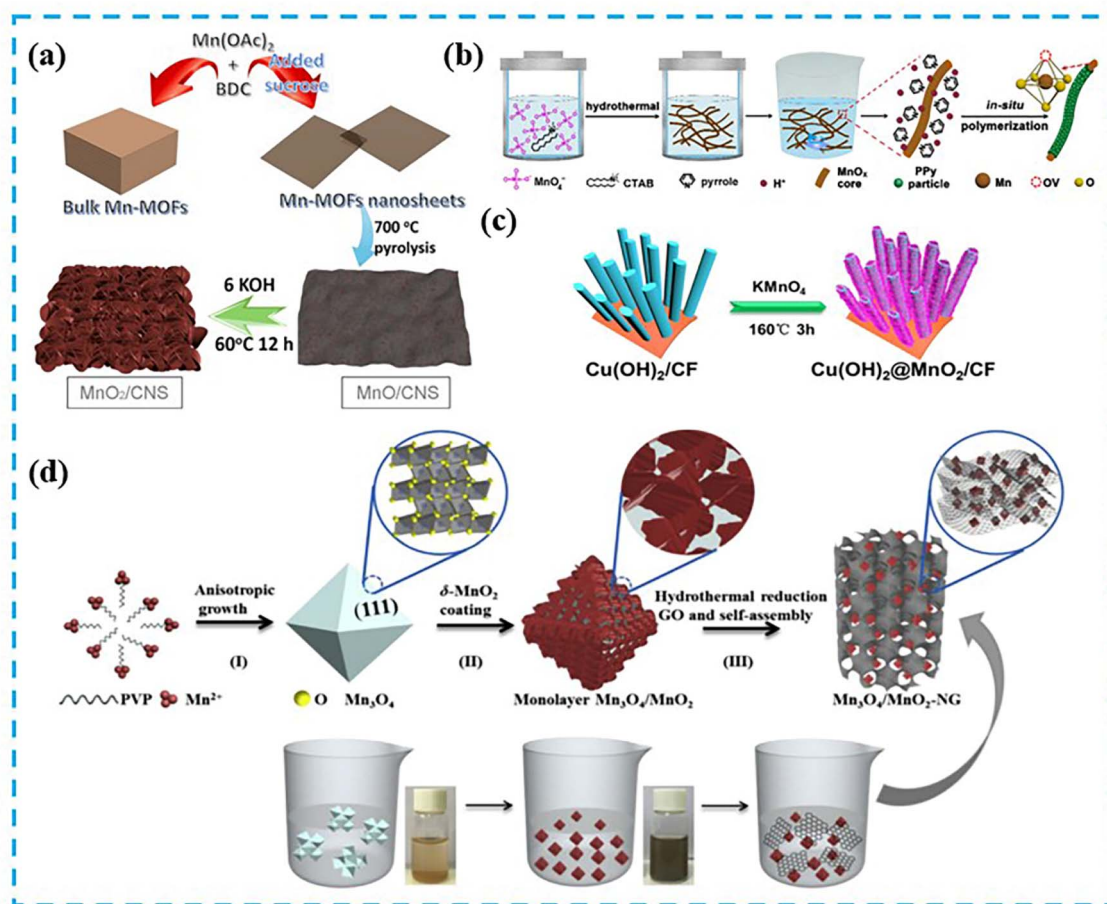 (a)
Mn(OAc)₂
+
BDC
Added
sucrose
Bulk Mn-MOFs
Mn-MOFs nanosheets
700 °C
pyrolysis
6 KOH
60°C 12 h
MnO₂/CNS
MnO/CNS
(b)
hydrothermal
in-situ
polymerization
MnO₄⁻
CTAB
pyrrole
H⁺
MnOₓ
core
PPy
particle
Mn
OV
O
(c)
KMnO₄
160℃ 3h
Cu(OH)₂/CF
Cu(OH)₂@MnO₂/CF
(d)
Anisotropic
growth
(I)
(111)
δ-MnO₂
coating
(II)
Hydrothermal reduction
GO and self-assembly
(III)
PVP
Mn²⁺
O
Mn₃O₄
Monolayer Mn₃O₄/MnO₂
Mn₃O₄/MnO₂-NG